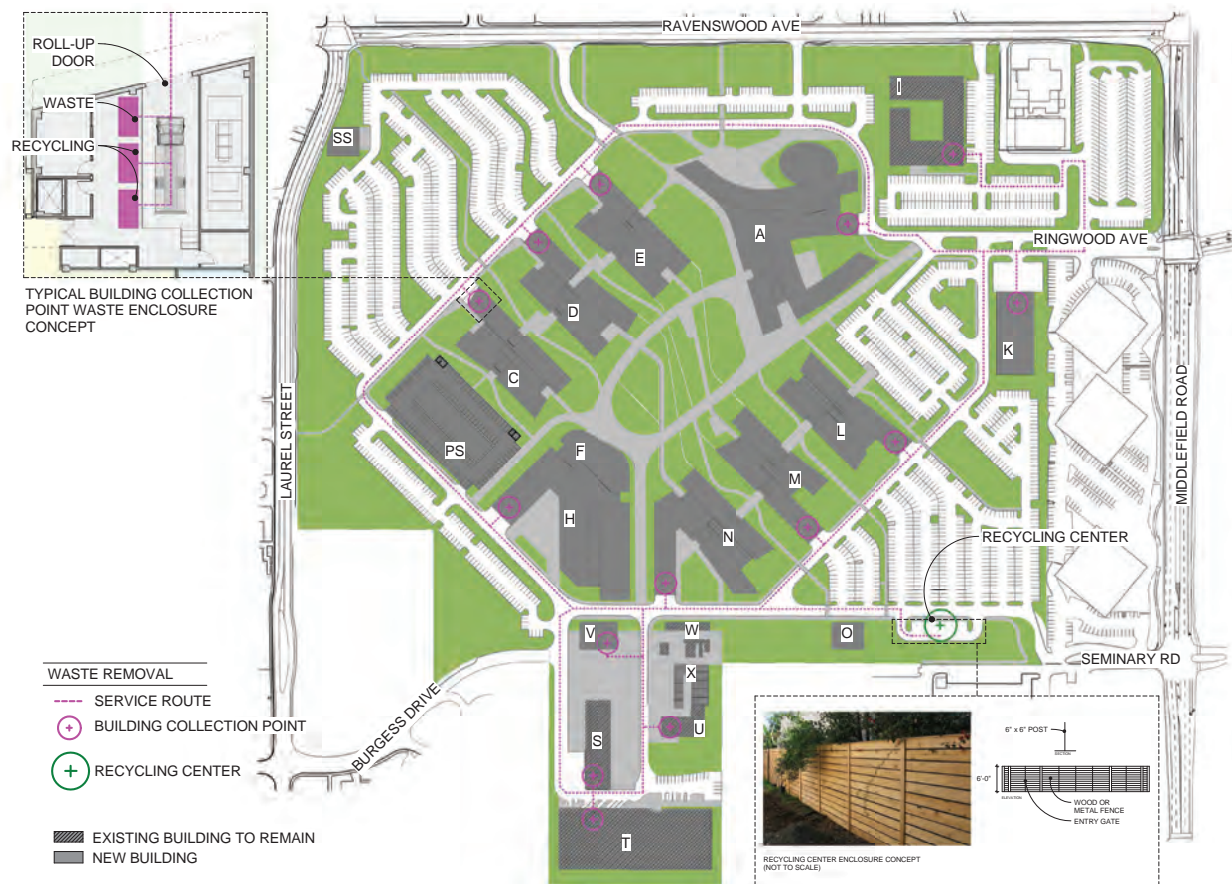 ROLL-UP
DOOR
WASTE
RECYCLING
TYPICAL BUILDING COLLECTION
POINT WASTE ENCLOSURE
CONCEPT
RAVENSWOOD AVE
I
SS
A
E
RINGWOOD AVE
D
K
C
L
LAUREL STREET
MIDDLEFIELD ROAD
PS
F
M
H
N
RECYCLING CENTER
V
W
O
SEMINARY RD
X
U
S
BURGESS DRIVE
T
WASTE REMOVAL
SERVICE ROUTE
BUILDING COLLECTION POINT
RECYCLING CENTER
EXISTING BUILDING TO REMAIN
NEW BUILDING
6" x 6" POST
SECTION
6'-0"
ELEVATION
WOOD OR
METAL FENCE
ENTRY GATE
RECYCLING CENTER ENCLOSURE CONCEPT
(NOT TO SCALE)